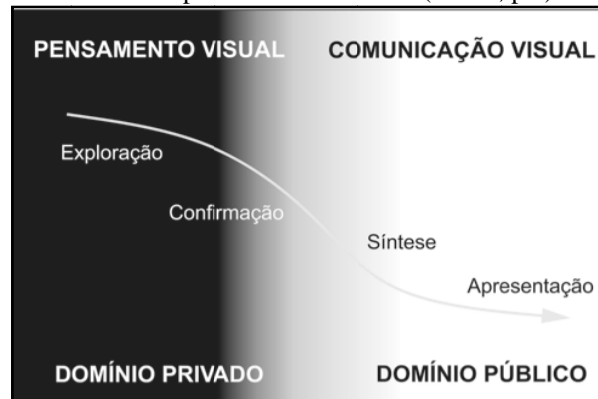 PENSAMENTO VISUAL COMUNICAÇÃO VISUAL
Exploração
Confirmação
Síntese
Apresentação
DOMÍNIO PRIVADO DOMÍNIO PÚBLICO